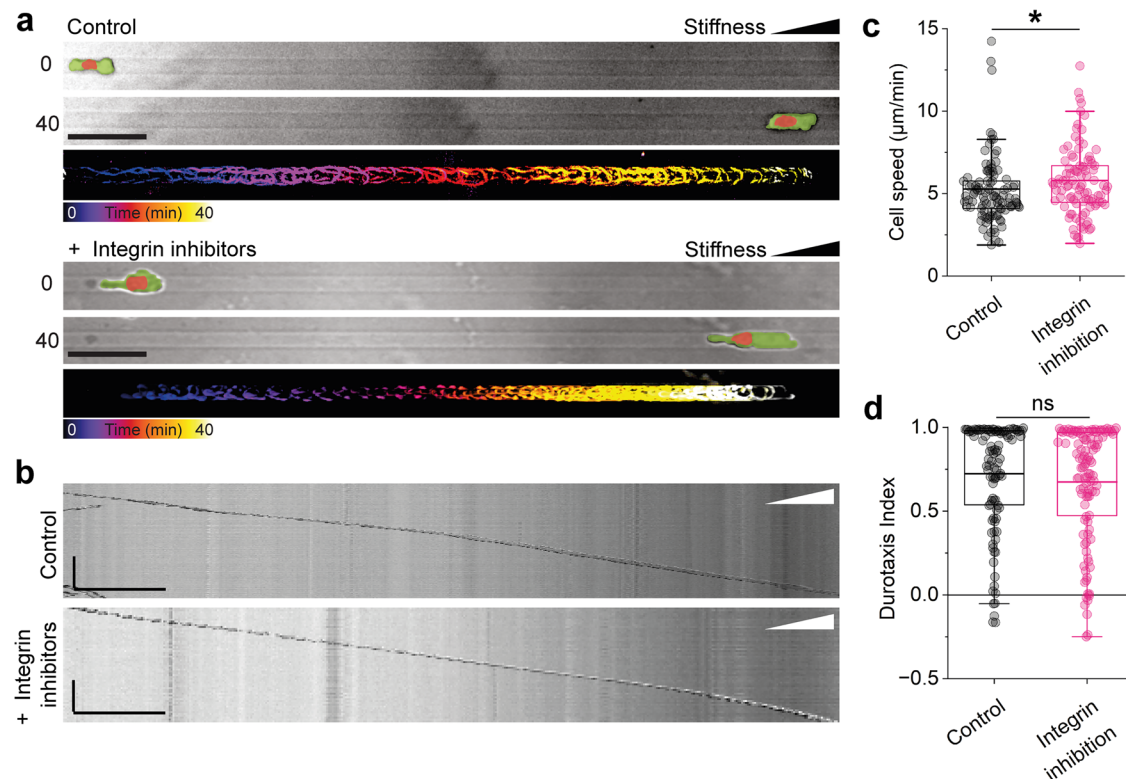 a
Control
Stiffness
0
40
0 Time (min) 40
+ Integrin inhibitors
Stiffness
0
40
0 Time (min) 40
b
Control
+ Integrin
inhibitors
c
*
Cell speed (µm/min)
15
10
5
0
Control
Integrin
inhibition
d
ns
Durotaxis Index
1.0
0.5
0.0
−0.5
Control
Integrin
inhibition